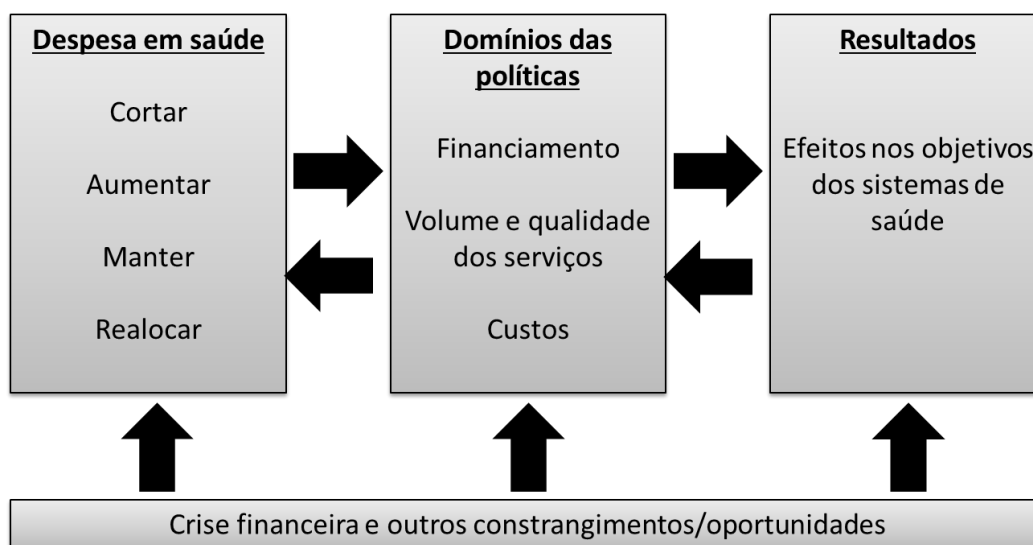 Despesa em saúde
Cortar
Aumentar
Manter
Realocar
Domínios das
políticas
Financiamento
Volume e qualidade
dos serviços
Custos
Resultados
Efeitos nos objetivos
dos sistemas de
saúde
Crise financeira e outros constrangimentos/oportunidades